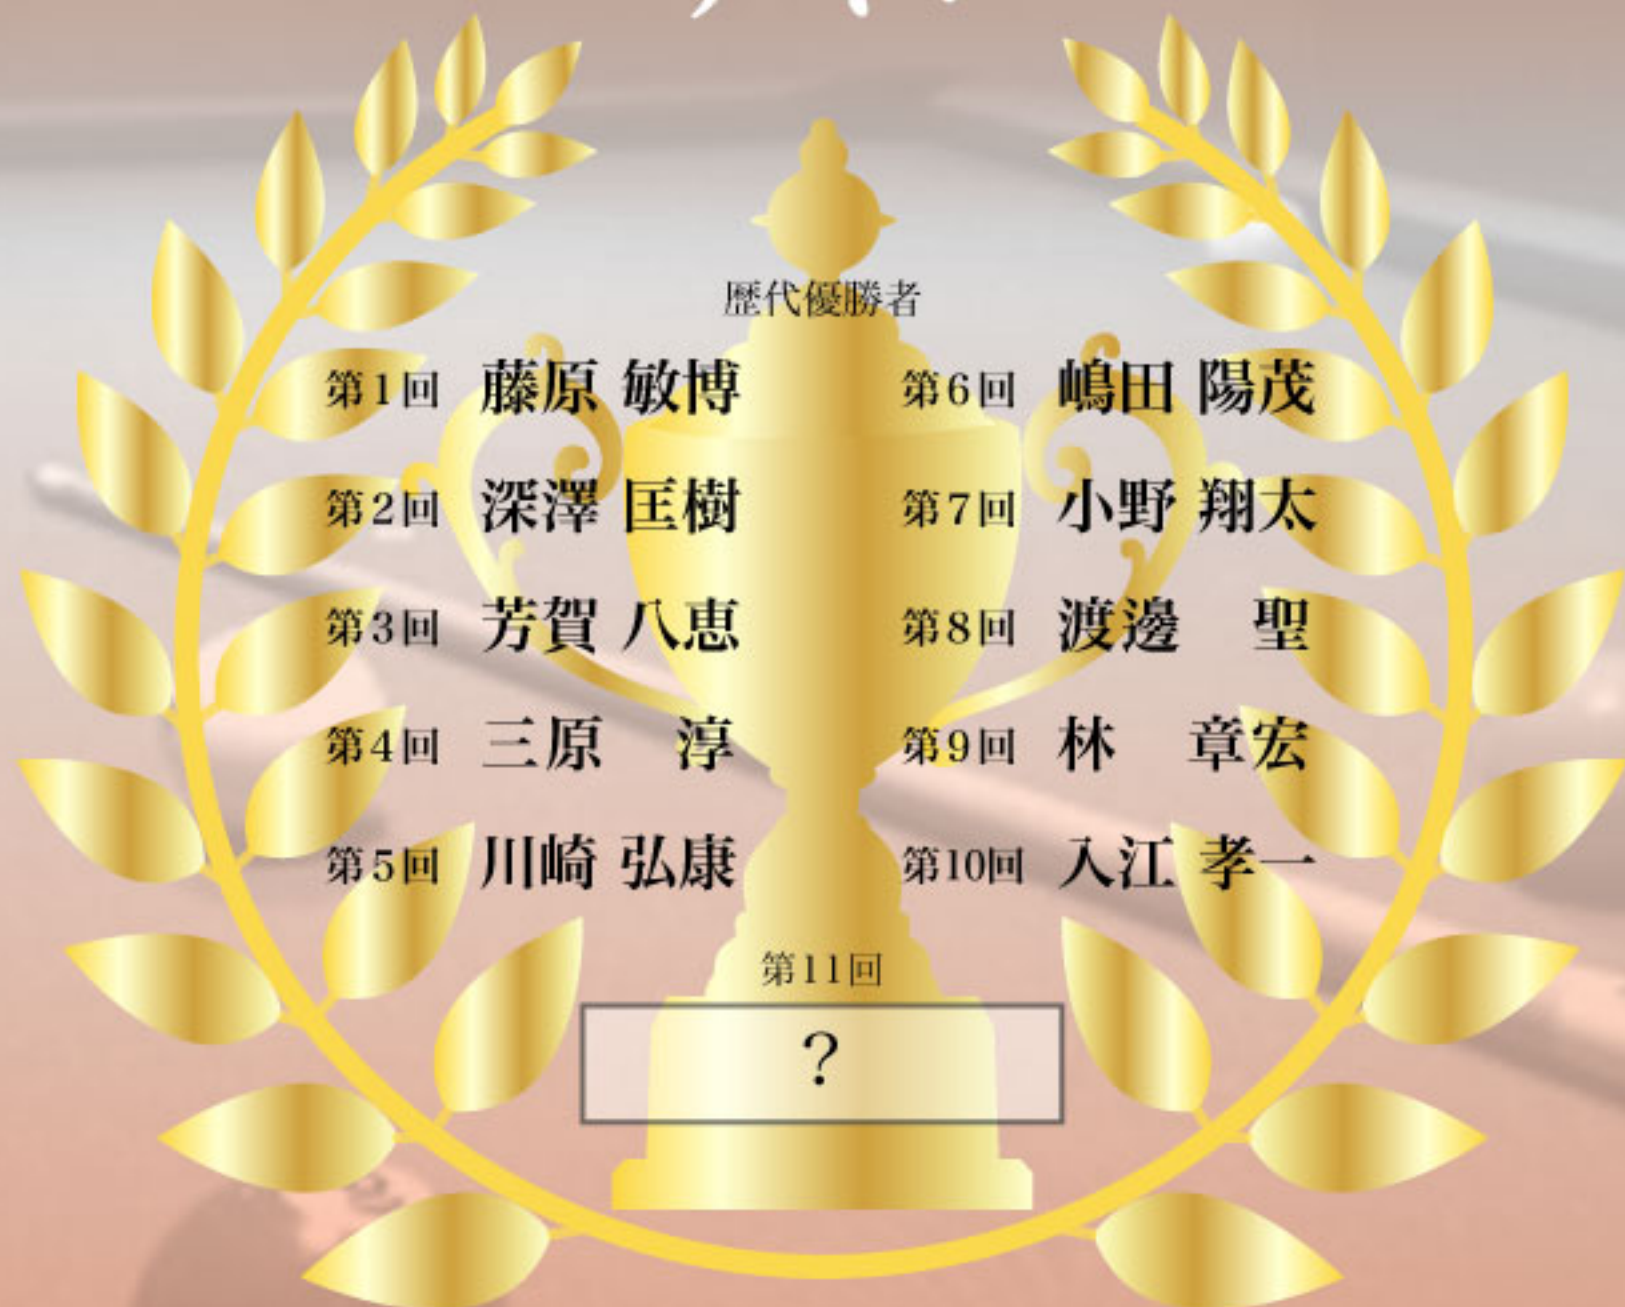 歴代優勝者
第1回 藤原 敏博
第2回 深澤 匡樹
第3回 芳賀 八恵
第4回 三原 淳
第5回 川崎 弘康
第6回 嶋田 陽茂
第7回 小野 翔太
第8回 渡邊 聖
第9回 林 章宏
第10回 入江 孝一
第11回
？